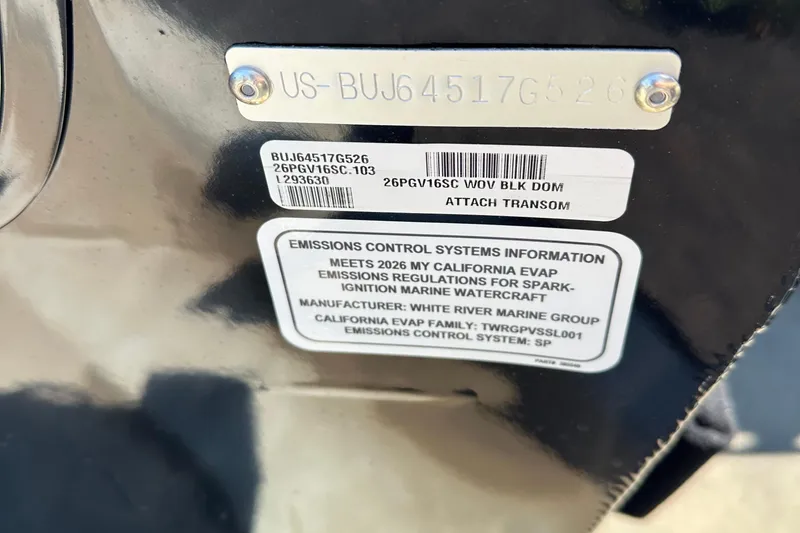 US-BUJ64517G526
BUJ64517G526
26PGV16SC.103
L293630
26PGV16SC WOV BLK DOM
ATTACH TRANSOM
EMISSIONS CONTROL SYSTEMS INFORMATION
MEETS 2026 MY CALIFORNIA EVAP
EMISSIONS REGULATIONS FOR SPARK-
IGNITION MARINE WATERCRAFT
MANUFACTURER: WHITE RIVER MARINE GROUP
CALIFORNIA EVAP FAMILY: TWRGPVSSL001
EMISSIONS CONTROL SYSTEM: SP
PART#